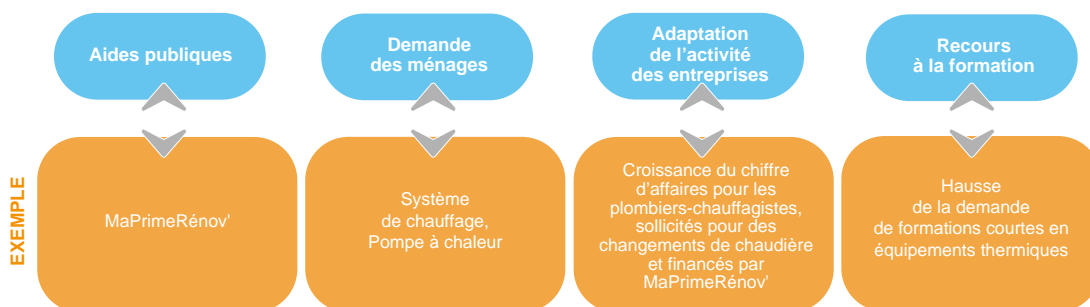 Aides publiques
Demande
des ménages
Adaptation
de l'activité
des entreprises
Recours
à la formation
EXEMPLE
MaPrimeRénov'
Système
de chauffage,
Pompe à chaleur
Croissance du chiffre
d'affaires pour les
plombiers-chauffagistes,
sollicités pour des
changements de chaudière
et financés par
MaPrimeRénov'
Hausse
de la demande
de formations courtes en
équipements thermiques